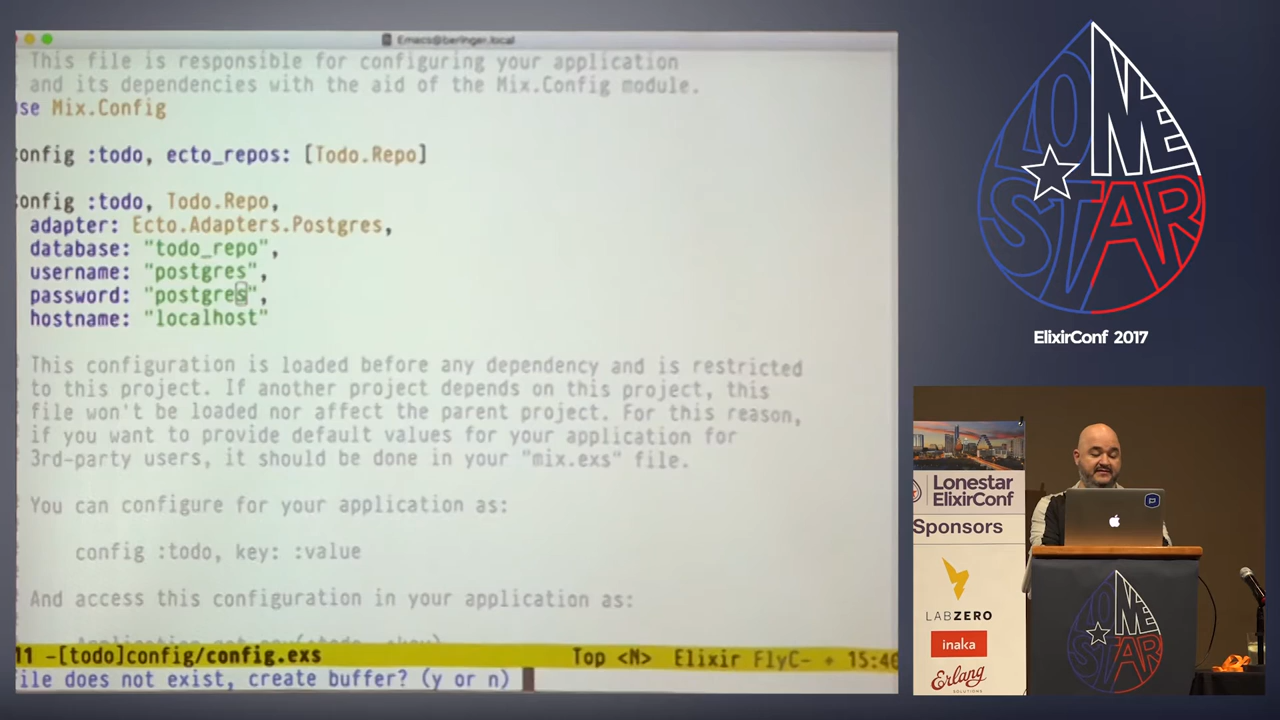 Emacs@beringer.local
This file is responsible for configuring your application
and its dependencies with the aid of the Mix.Config module.
se Mix.Config
onfig :todo, ecto_repos: [Todo.Repo]
onfig :todo, Todo.Repo,
adapter: Ecto.Adapters.Postgres,
database: "todo_repo",
username: "postgres",
password: "postgres",
hostname: "localhost"
This configuration is loaded before any dependency and is restricted
to this project. If another project depends on this project, this
file won't be loaded nor affect the parent project. For this reason,
if you want to provide default values for your application for
3rd-party users, it should be done in your "mix.exs" file.
You can configure for your application as:
config :todo, key: :value
And access this configuration in your application as:
11 -[todo]config/config.exs Top <N> Elixir FlyC- + 15:46
ile does not exist, create buffer? (y or n)
LONE
STAR
ElixirConf 2017
Lonestar
ElixirConf
Sponsors
LABZERO
inaka
Erlang
SOLUTIONS
LONE
STAR